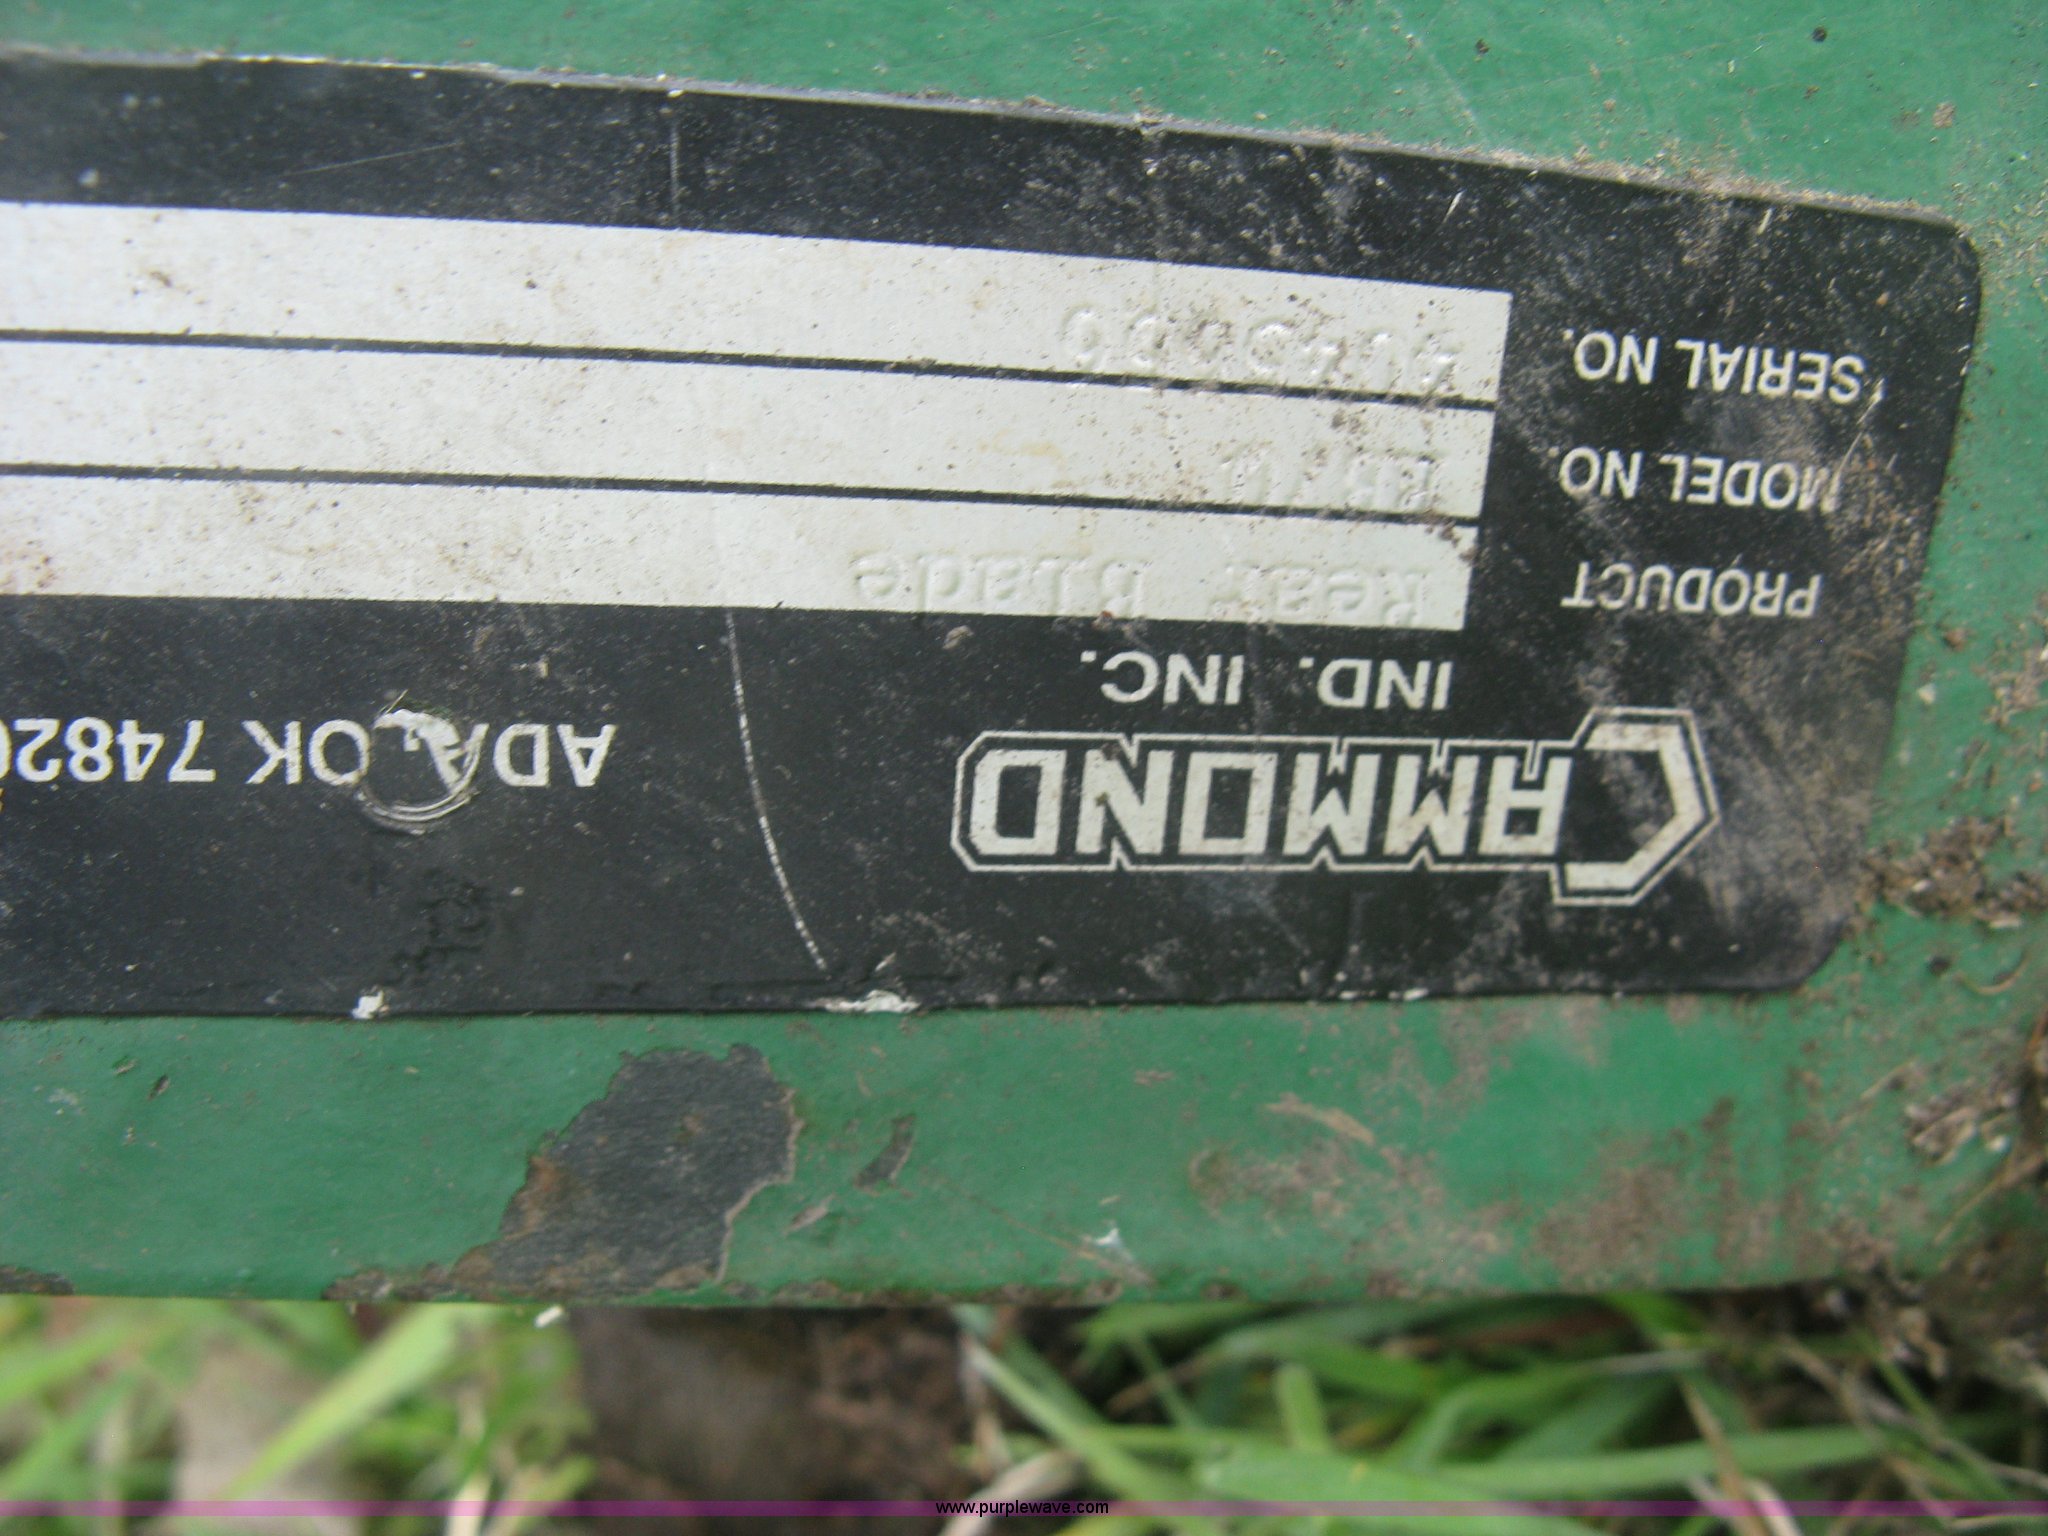 CAMMOND
IND. INC.
ADA, OK 7482
PRODUCT Rear Blade
MODEL NO.
SERIAL NO.
www.purplewave.com